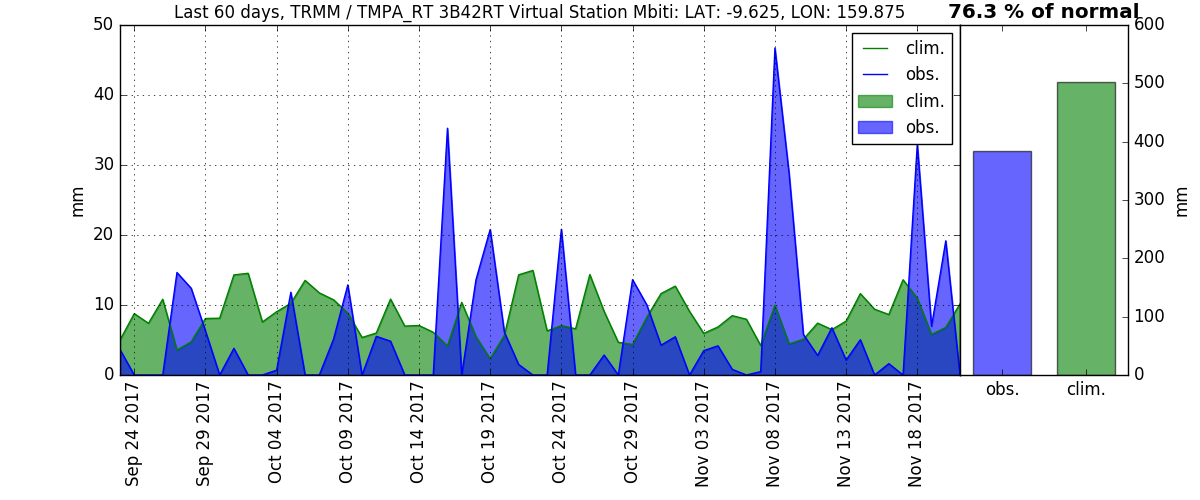 Last 60 days, TRMM / TMPA_RT 3B42RT Virtual Station Mbiti: LAT: -9.625, LON: 159.875
76.3 % of normal
50
40
30
20
10
0
mm
clim.
obs.
clim.
obs.
600
500
400
300
200
100
0
mm
obs.
clim.
Sep 24 2017
Sep 29 2017
Oct 04 2017
Oct 09 2017
Oct 14 2017
Oct 19 2017
Oct 24 2017
Oct 29 2017
Nov 03 2017
Nov 08 2017
Nov 13 2017
Nov 18 2017